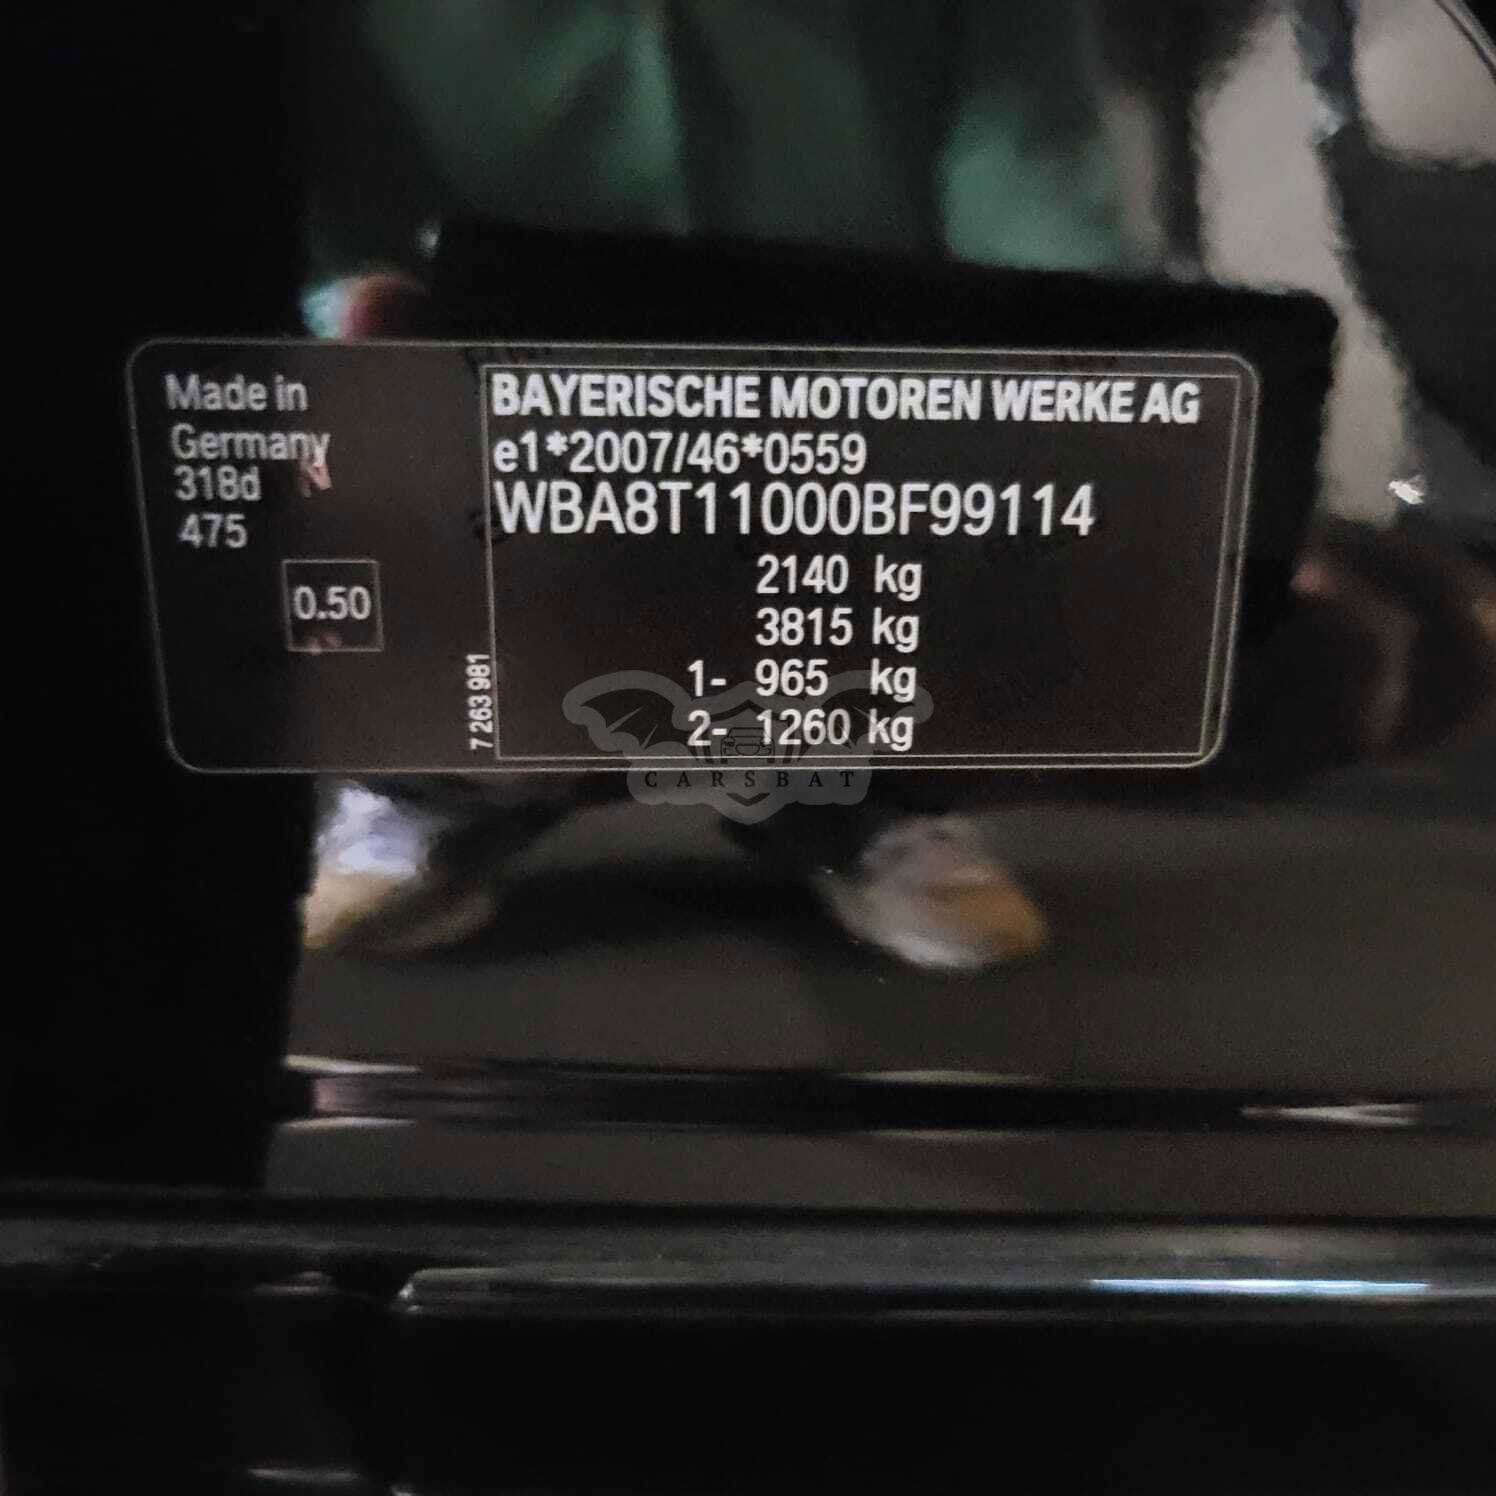 Made in
Germany
318d
475
0.50
7 263 981
BAYERISCHE MOTOREN WERKE AG
e1*2007/46*0559
WBA8T11000BF99114
2140 kg
3815 kg
1- 965 kg
2- 1260 kg
CARSBAT